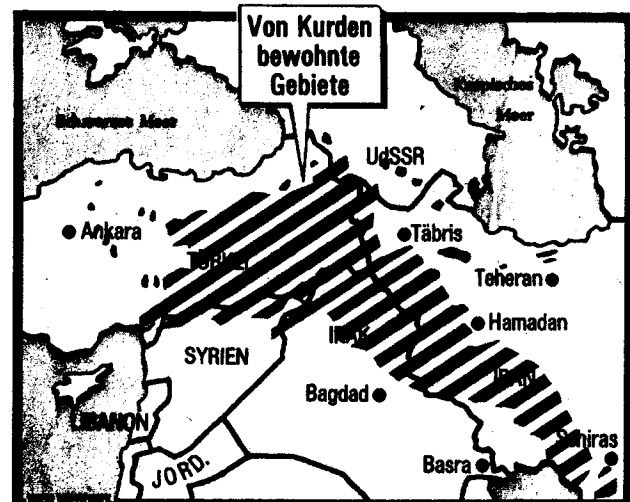 Von Kurden
bewohnte
Gebiete
Kaspisches
Meer
Schwarzes Meer
UdSSR
Ankara
Täbris
TÜRKEI
Teheran
Hamadan
IRAK
SYRIEN
IRAN
Bagdad
LIBANON
Schiras
JORD.
Basra